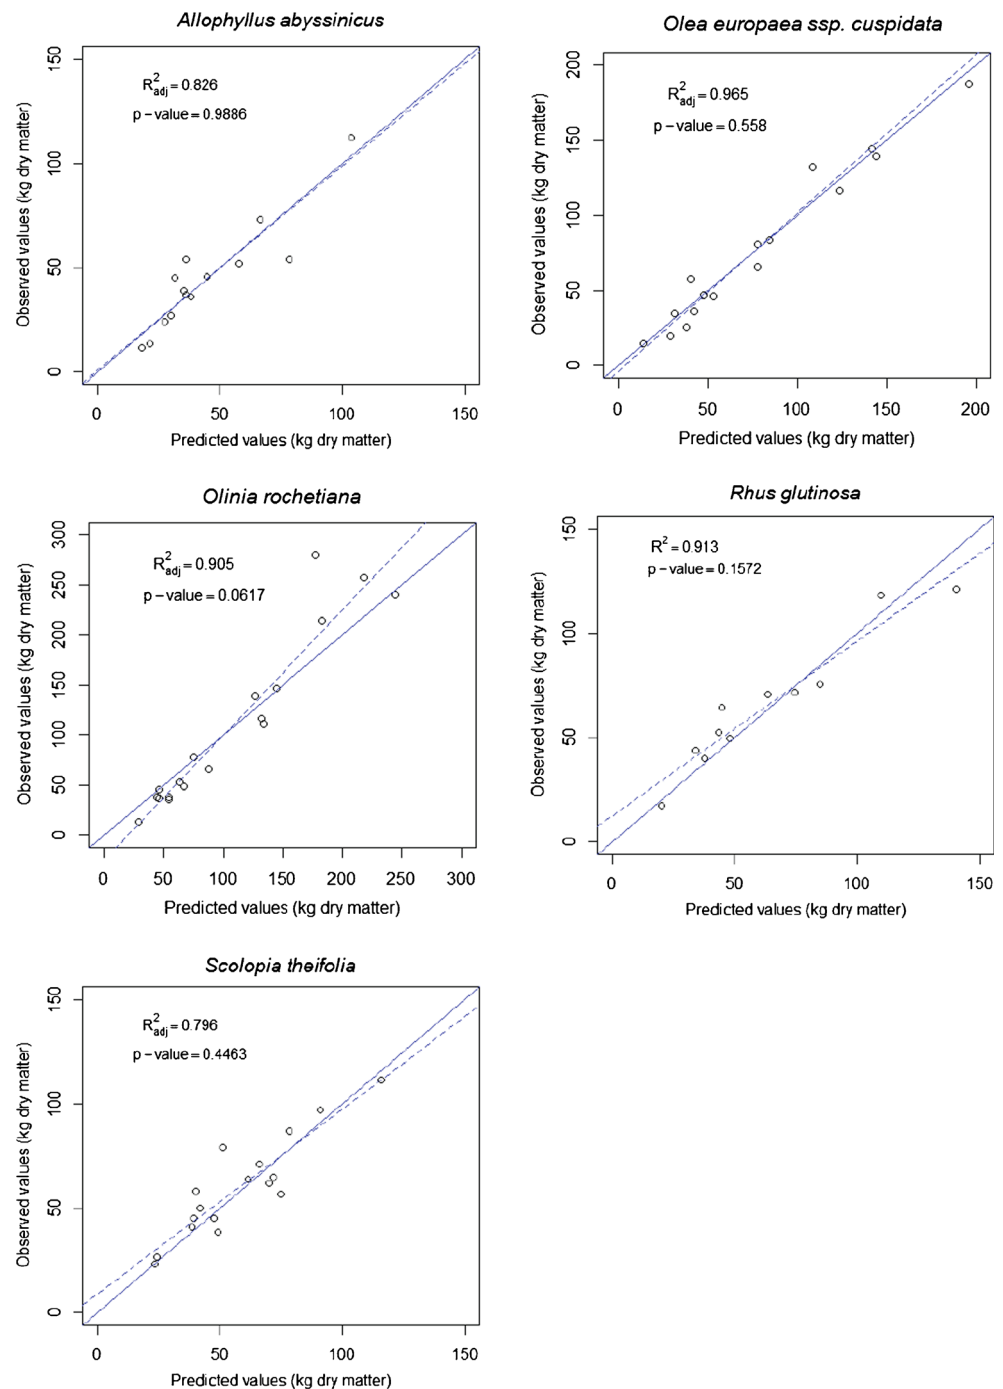 Allophyllus abyssinicus
R²adj = 0.826
p-value = 0.9886
Observed values (kg dry matter)
0
50
100
150
0
50
100
150
Predicted values (kg dry matter)
Olea europaea ssp. cuspidata
R²adj = 0.965
p-value = 0.558
Observed values (kg dry matter)
0
50
100
150
200
0
50
100
150
200
Predicted values (kg dry matter)
Olinia rochetiana
R²adj = 0.905
p-value = 0.0617
Observed values (kg dry matter)
0
50
100
150
200
250
300
0
50
100
150
200
250
300
Predicted values (kg dry matter)
Rhus glutinosa
R² = 0.913
p-value = 0.1572
Observed values (kg dry matter)
0
50
100
150
0
50
100
150
Predicted values (kg dry matter)
Scolopia theifolia
R²adj = 0.796
p-value = 0.4463
Observed values (kg dry matter)
0
50
100
150
0
50
100
150
Predicted values (kg dry matter)